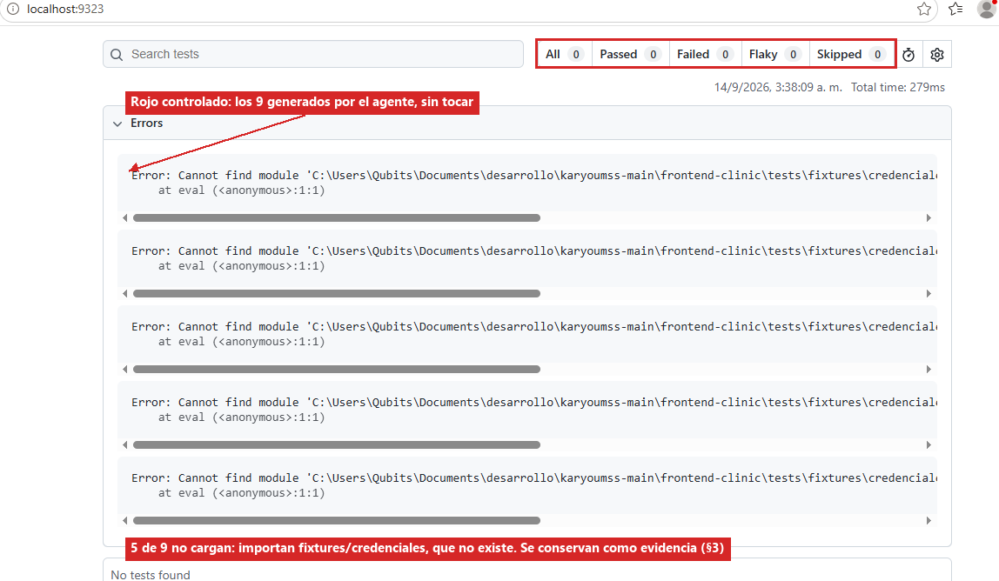 localhost:9323
Search tests
All 0 Passed 0 Failed 0 Flaky 0 Skipped 0
14/9/2026, 3:38:09 a. m. Total time: 279ms
Rojo controlado: los 9 generados por el agente, sin tocar
Errors
Error: Cannot find module 'C:\Users\Qubits\Documents\desarrollo\karyoumss-main\frontend-clinic\tests\fixtures\credenciale
at eval (<anonymous>:1:1)
Error: Cannot find module 'C:\Users\Qubits\Documents\desarrollo\karyoumss-main\frontend-clinic\tests\fixtures\credenciale
at eval (<anonymous>:1:1)
Error: Cannot find module 'C:\Users\Qubits\Documents\desarrollo\karyoumss-main\frontend-clinic\tests\fixtures\credenciale
at eval (<anonymous>:1:1)
Error: Cannot find module 'C:\Users\Qubits\Documents\desarrollo\karyoumss-main\frontend-clinic\tests\fixtures\credenciale
at eval (<anonymous>:1:1)
Error: Cannot find module 'C:\Users\Qubits\Documents\desarrollo\karyoumss-main\frontend-clinic\tests\fixtures\credenciale
at eval (<anonymous>:1:1)
5 de 9 no cargan: importan fixtures/credenciales, que no existe. Se conservan como evidencia (§3)
No tests found